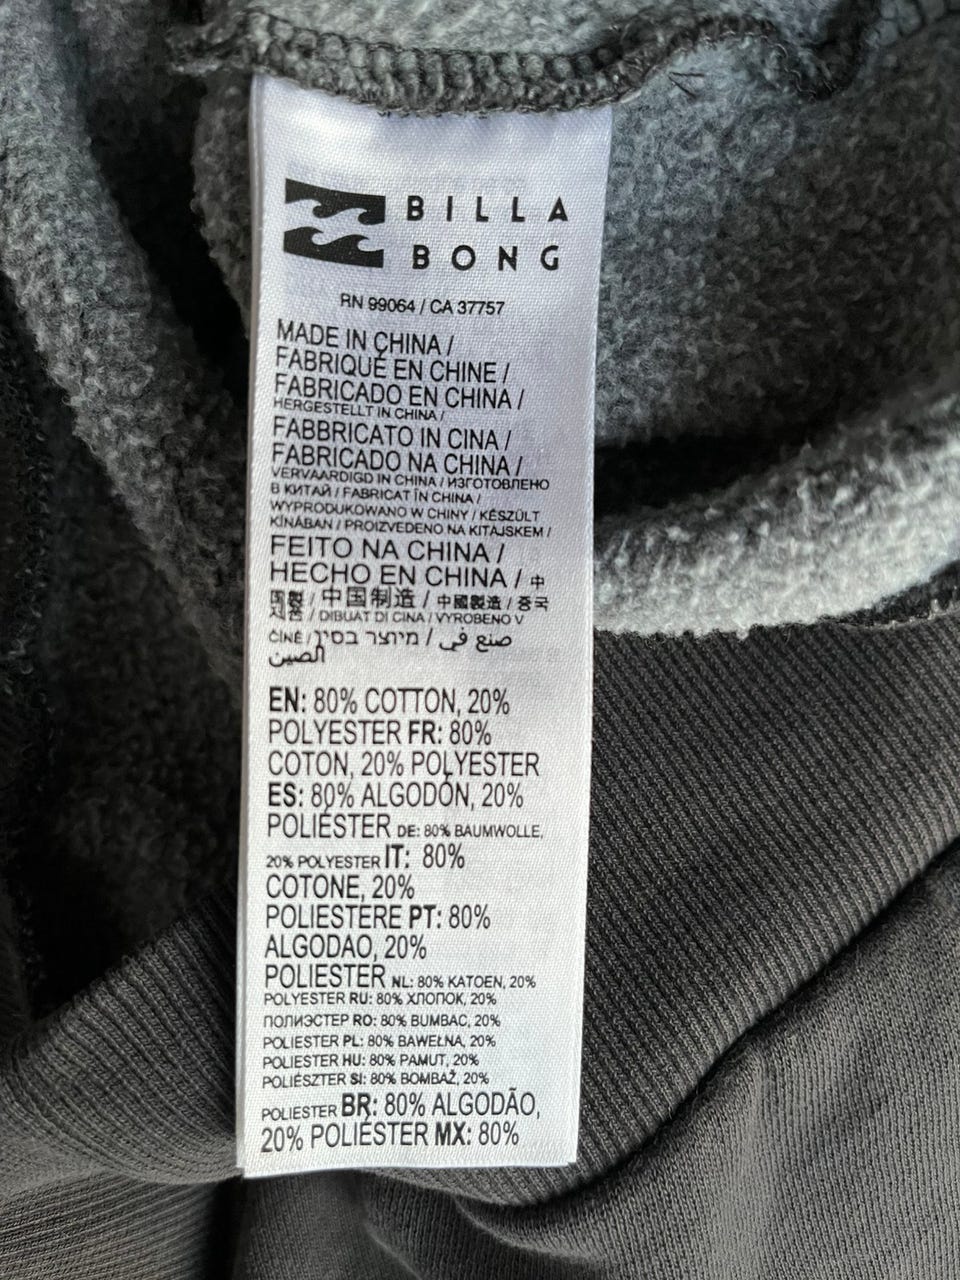 BILLA
BONG
RN 99064 / CA 37757
MADE IN CHINA /
FABRIQUÉ EN CHINE /
FABRICADO EN CHINA /
HERGESTELLT IN CHINA /
FABBRICATO IN CINA /
FABRICADO NA CHINA /
VERVAARDIGD IN CHINA / ИЗГОТОВЛЕНО
В КИТАЙ / FABRICAT ÎN CHINA /
WYPRODUKOWANO W CHINY / KÉSZÜLT
KÍNÁBAN / PROIZVEDENO NA KITAJSKEM /
FEITO NA CHINA /
HECHO EN CHINA / 中
国製 / 中国制造 / 中國製造 / 중국
/ DIBUAT DI CINA / VYROBENO V
ČÍNĚ / מיוצר בסין / صنع في
الصين
EN: 80% COTTON, 20%
POLYESTER FR: 80%
COTON, 20% POLYESTER
ES: 80% ALGODÓN, 20%
POLIÉSTER DE: 80% BAUMWOLLE,
20% POLYESTER IT: 80%
COTONE, 20%
POLIESTERE PT: 80%
ALGODAO, 20%
POLIESTER NL: 80% KATOEN, 20%
POLYESTER RU: 80% ХЛОПОК, 20%
ПОЛИЭСТЕР RO: 80% BUMBAC, 20%
POLIESTER PL: 80% BAWEŁNA, 20%
POLIESTER HU: 80% PAMUT, 20%
POLIÉSZTER SI: 80% BOMBAŽ, 20%
POLIESTER BR: 80% ALGODÃO,
20% POLIÉSTER MX: 80%